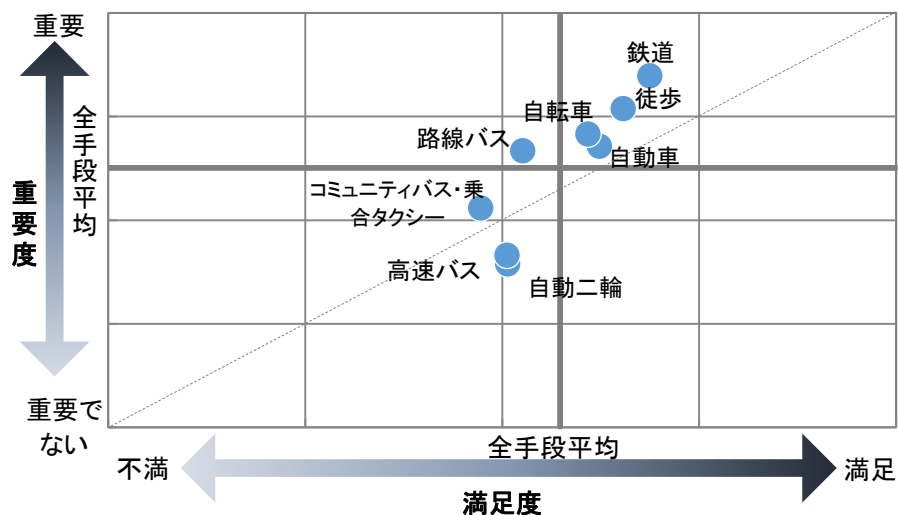 重要
鉄道
徒歩
自転車
自動車
路線バス
全手段平均
重要度
コミュニティバス・乗
合タクシー
高速バス
自動二輪
重要で
ない
全手段平均
不満
満足
満足度